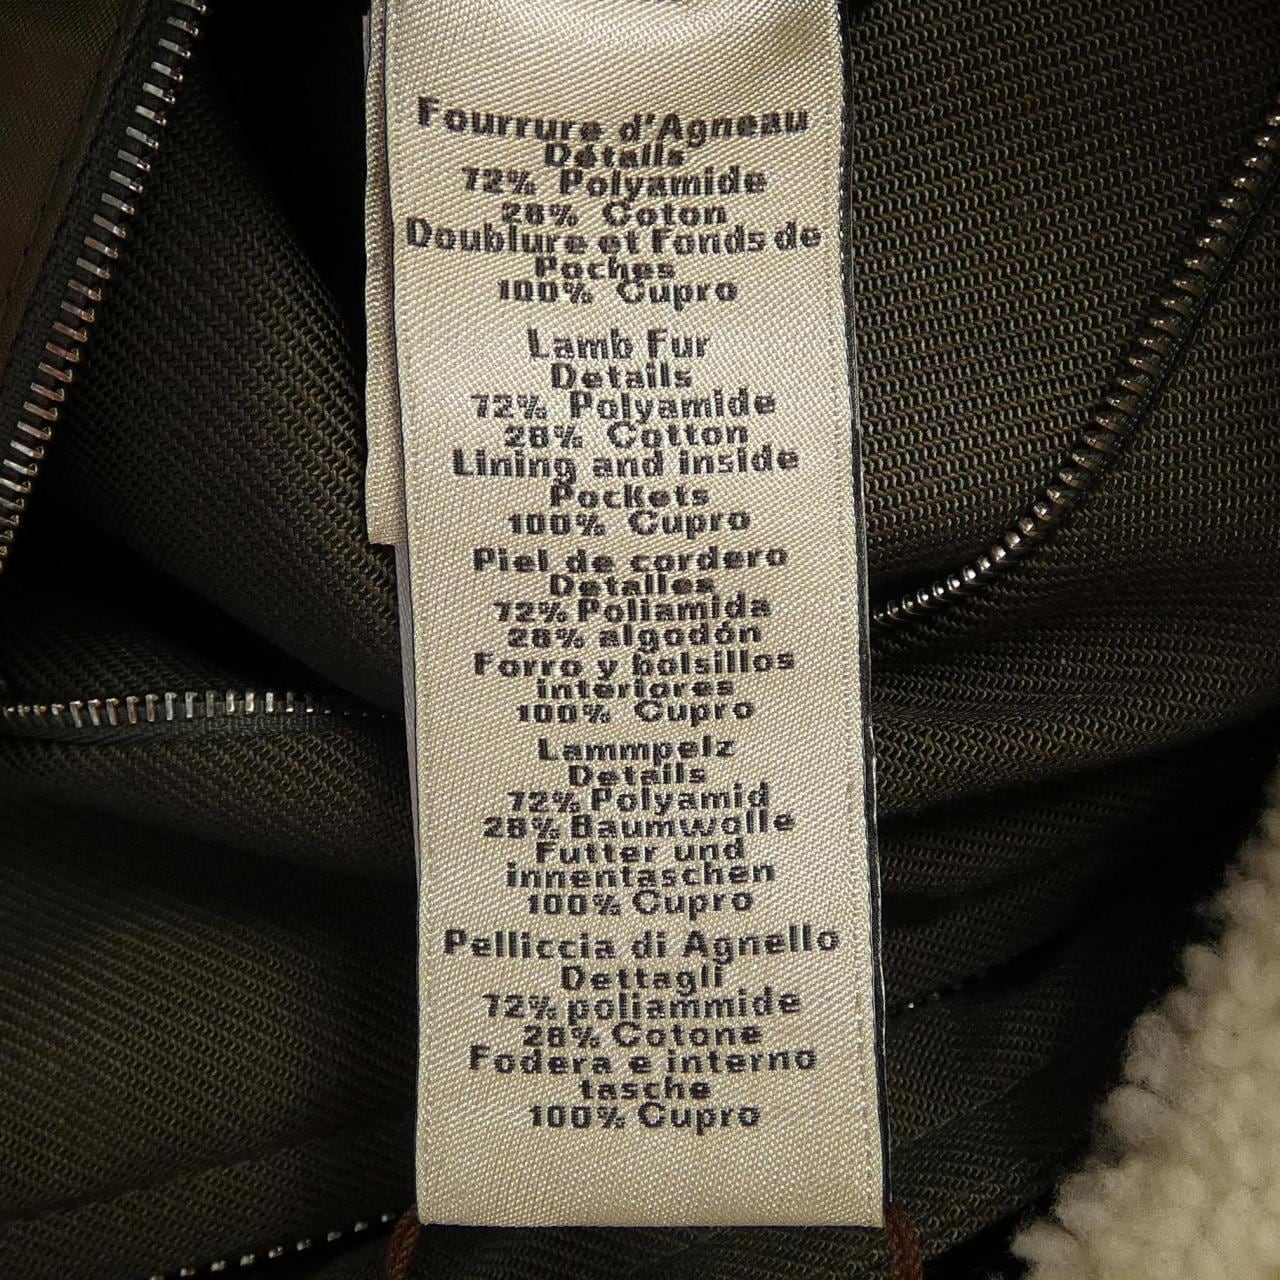 Fourrure d'Agneau
Détails
72% Polyamide
28% Coton
Doublure et Fonds de
Poches
100% Cupro
Lamb Fur
Details
72% Polyamide
28% Cotton
Lining and inside
Pockets
100% Cupro
Piel de cordero
Detalles
72% Poliamida
28% algodón
Forro y bolsillos
interiores
100% Cupro
Lammpelz
Details
72% Polyamid
28% Baumwolle
Futter und
innentaschen
100% Cupro
Pelliccia di Agnello
Dettagli
72% poliammide
28% Cotone
Fodera e interno
tasche
100% Cupro